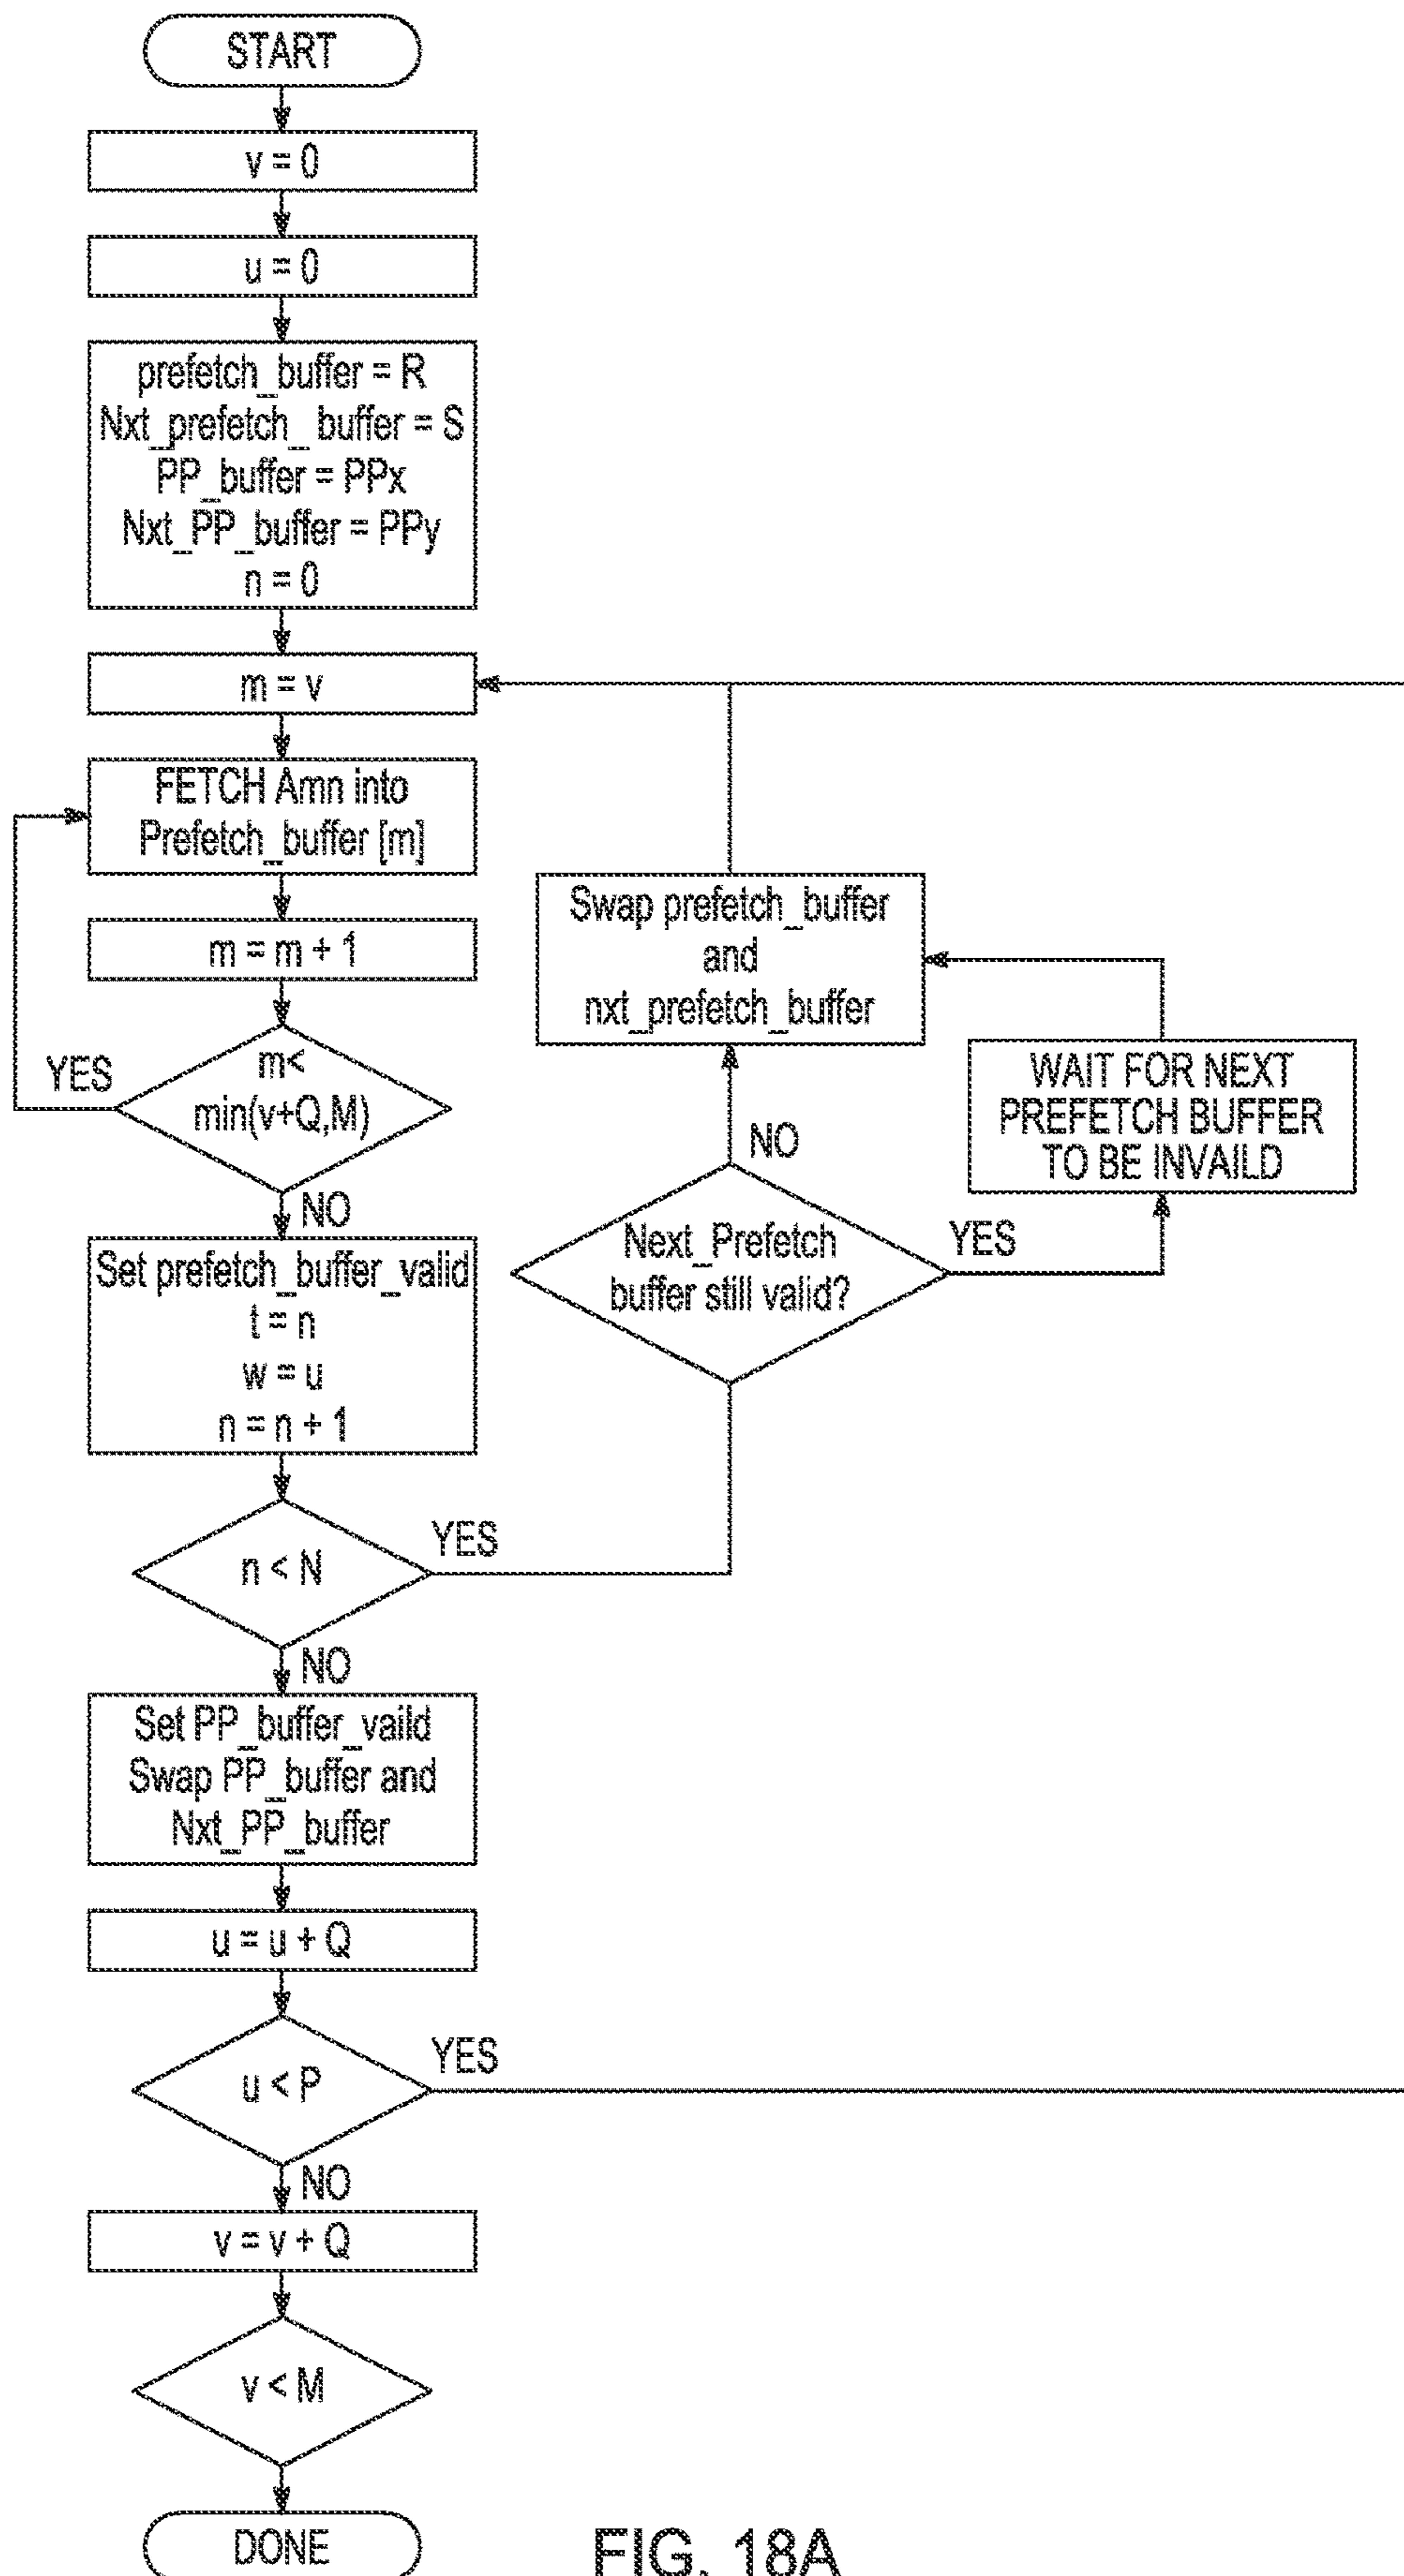 START
v = 0
u = 0
prefetch_buffer = R
Nxt_prefetch_ buffer = S
PP_buffer = PPx
Nxt_PP_buffer = PPy
n = 0
m = v
FETCH Amn into
Prefetch_buffer [m]
m = m + 1
YES
m<
min(v+Q,M)
NO
Set prefetch_buffer_valid
t = n
w = u
n = n + 1
n < N
YES
Swap prefetch_buffer
and
nxt_prefetch_buffer
WAIT FOR NEXT
PREFETCH BUFFER
TO BE INVAILD
NO
Next_Prefetch
buffer still valid?
YES
NO
Set PP_buffer_vaild
Swap PP_buffer and
Nxt_PP_buffer
u = u + Q
u < P
YES
NO
v = v + Q
v < M
DONE
FIG. 18A